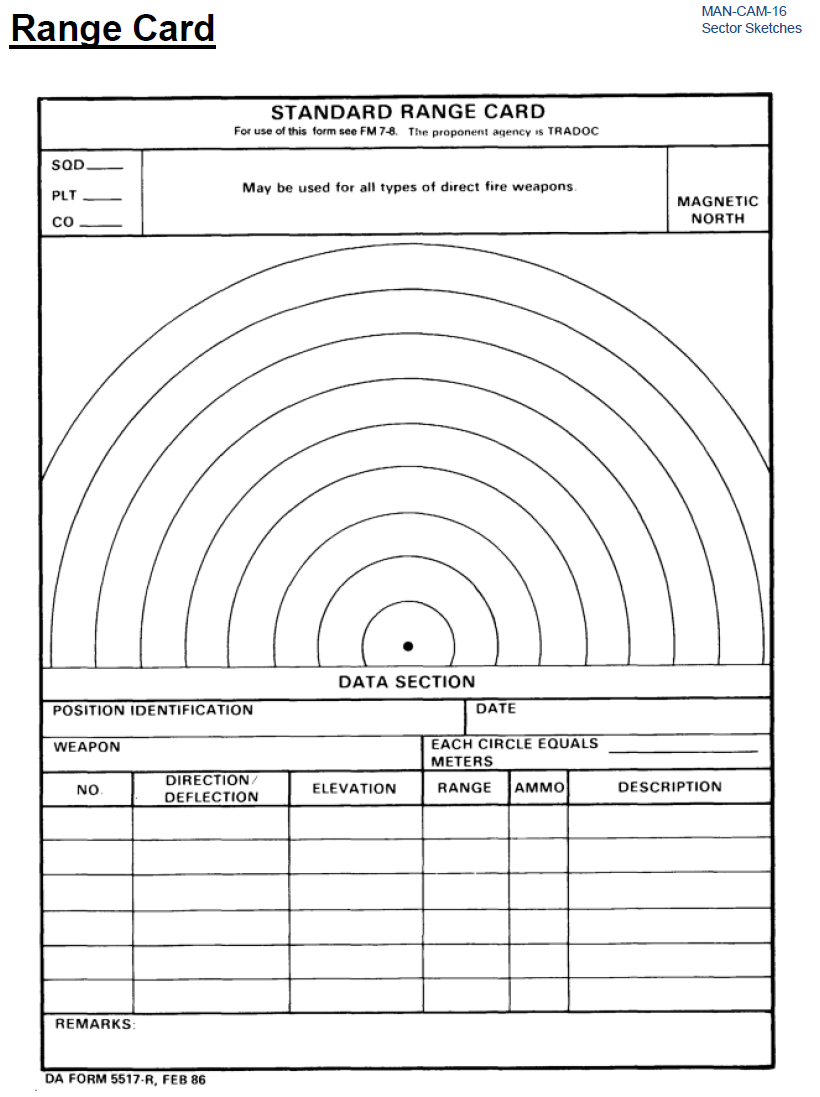 Range Card
MAN-CAM-16
Sector Sketches
STANDARD RANGE CARD
For use of this form see FM 7-8. The proponent agency is TRADOC
SQD
PLT
CO
May be used for all types of direct fire weapons.
MAGNETIC
NORTH
DATA SECTION
POSITION IDENTIFICATION
DATE
WEAPON
EACH CIRCLE EQUALS
METERS
NO.
DIRECTION/
DEFLECTION
ELEVATION
RANGE
AMMO
DESCRIPTION
REMARKS:
DA FORM 5517-R, FEB 86